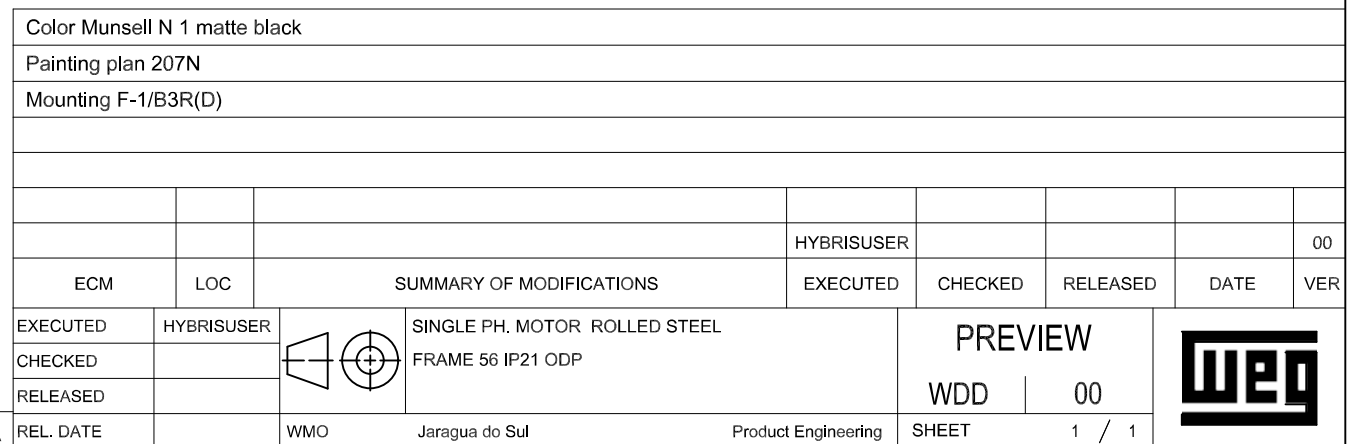 Color Munsell N 1 matte black
Painting plan 207N
Mounting F-1/B3R(D)
HYBRISUSER 00
ECM LOC SUMMARY OF MODIFICATIONS EXECUTED CHECKED RELEASED DATE VER
EXECUTED HYBRISUSER SINGLE PH. MOTOR ROLLED STEEL PREVIEW
CHECKED FRAME 56 IP21 ODP
RELEASED WDD 00
weg
REL. DATE WMO Jaragua do Sul Product Engineering SHEET 1 / 1